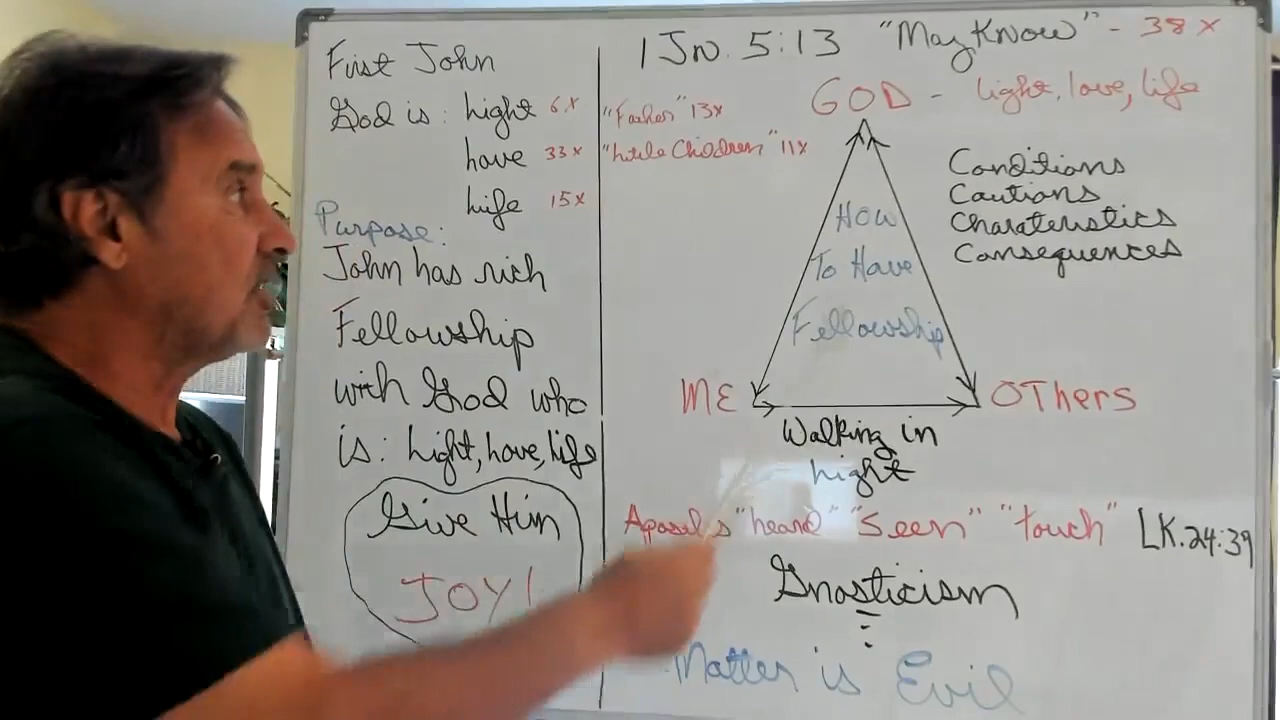 First John
God is: Light 6x
Love 33x
Life 15x
Purpose:
John has rich
Fellowship
with God who
is: Light, Love, Life
Give Him
JOY!
1 Jn. 5:13 "May Know" - 38x
"Father" 13x
"Little Children" 11x
GOD - Light, Love, Life
Conditions
Cautions
Charateristics
Consequences
How
To Have
Fellowship
ME
OTHers
Walking in
Light
"heard" "Seen" "touch" LK. 24:39
Gnosticism
Matter is Evil